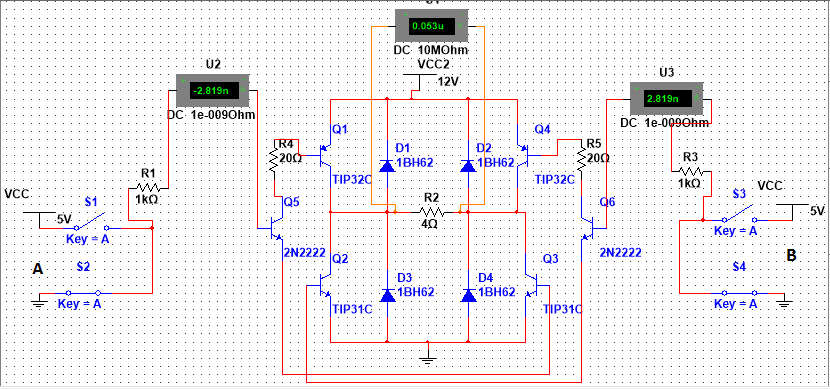 0.053u
DC 10MOhm
VCC2
12V
U2
-2.819n
DC 1e-009Ohm
U3
2.819n
DC 1e-009Ohm
Q1
TIP32C
D1
1BH62
D2
1BH62
Q4
TIP32C
R4
20Ω
R5
20Ω
R1
1kΩ
R3
1kΩ
VCC
5V
S1
Key = A
Q5
2N2222
R2
4Ω
Q6
2N2222
S3
Key = A
VCC
5V
A
S2
Key = A
Q2
TIP31C
D3
1BH62
D4
1BH62
Q3
TIP31C
B
S4
Key = A